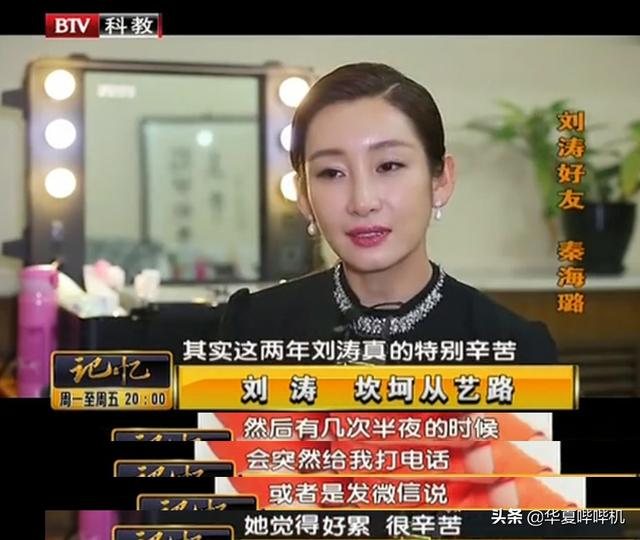 BTV 科教
刘涛好友 秦海璐
其实这两年刘涛真的特别辛苦
记忆
周一至周五 20:00
刘涛 坎坷从艺路
然后有几次半夜的时候
会突然给我打电话
或者是发微信说
她觉得好累 很辛苦
头条 @华夏哔哔机